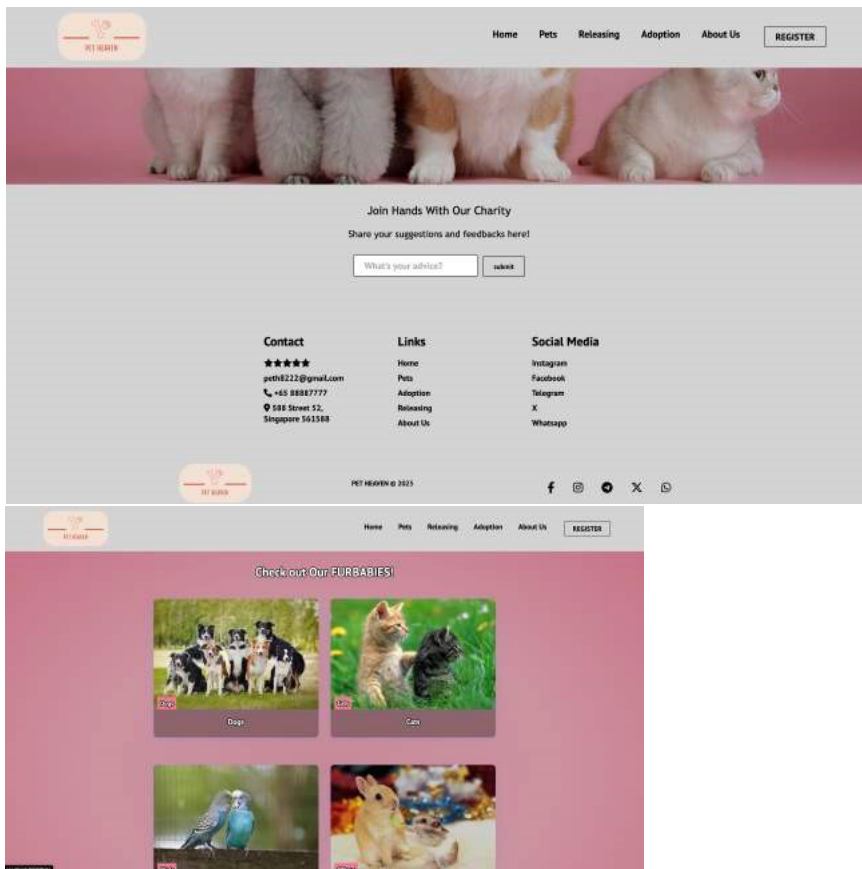 PET HEAVEN
Home Pets Releasing Adoption About Us REGISTER
Join Hands With Our Charity
Share your suggestions and feedbacks here!
What's your advice? submit
Contact Links Social Media
Home Instagram
peth8222@gmail.com Pets Facebook
+65 88887777 Adoption Telegram
588 Street 52, Releasing X
Singapore 561588 About Us Whatsapp
PET HEAVEN
PET HEAVEN © 2023
PET HEAVEN
Home Pets Releasing Adoption About Us REGISTER
Check out Our FURBABIES!
Dogs Cats
Dogs Cats